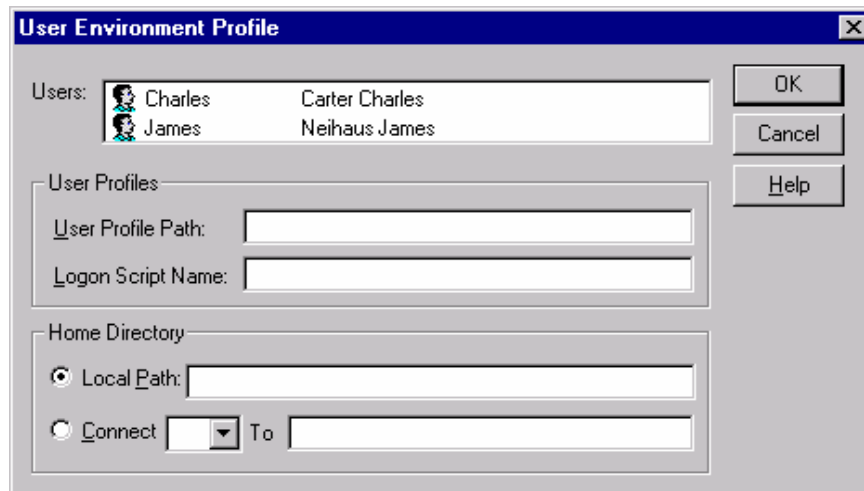 User Environment Profile
Users:
Charles Carter Charles
James Neihaus James
OK
Cancel
Help
User Profiles
User Profile Path:
Logon Script Name:
Home Directory
Local Path:
Connect To